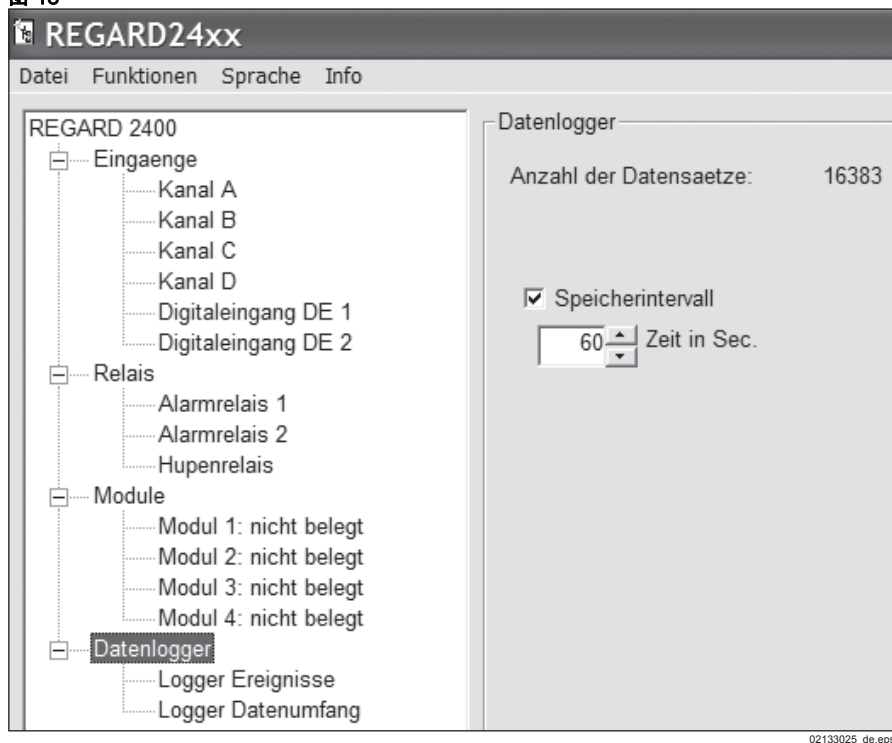 REGARD24xx
Datei Funktionen Sprache Info
REGARD 2400
Eingaenge
Kanal A
Kanal B
Kanal C
Kanal D
Digitaleingang DE 1
Digitaleingang DE 2
Relais
Alarmrelais 1
Alarmrelais 2
Hupenrelais
Module
Modul 1: nicht belegt
Modul 2: nicht belegt
Modul 3: nicht belegt
Modul 4: nicht belegt
Datenlogger
Logger Ereignisse
Logger Datenumfang
Datenlogger
Anzahl der Datensaetze: 16383
Speicherintervall
60 Zeit in Sec.
02133025_de.eps